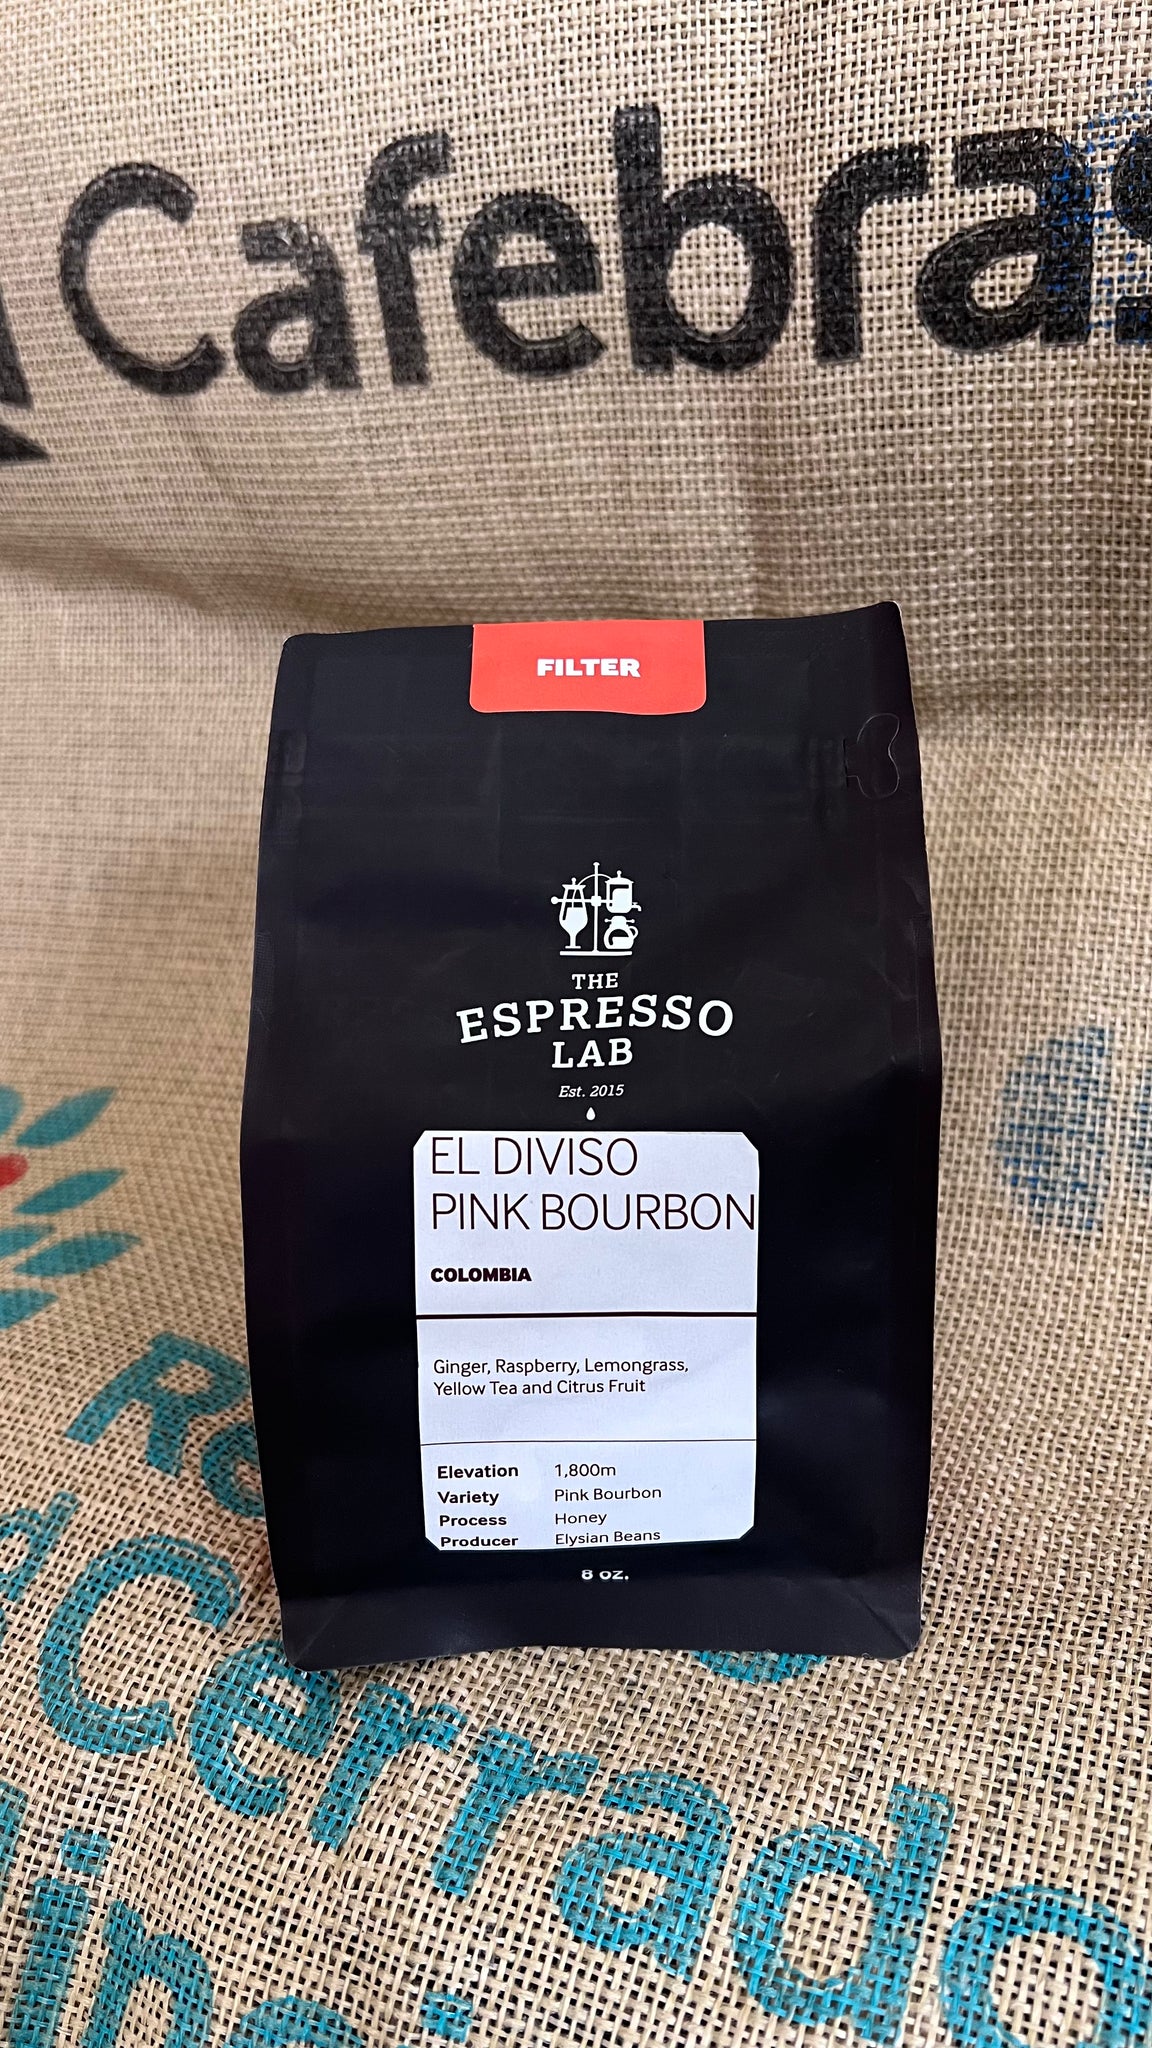 Cafebras
FILTER
THE
ESPRESSO
LAB
Est. 2015
EL DIVISO
PINK BOURBON
COLOMBIA
Ginger, Raspberry, Lemongrass,
Yellow Tea and Citrus Fruit
Elevation 1,800m
Variety Pink Bourbon
Process Honey
Producer Elysian Beans
8 oz.
Cerrado